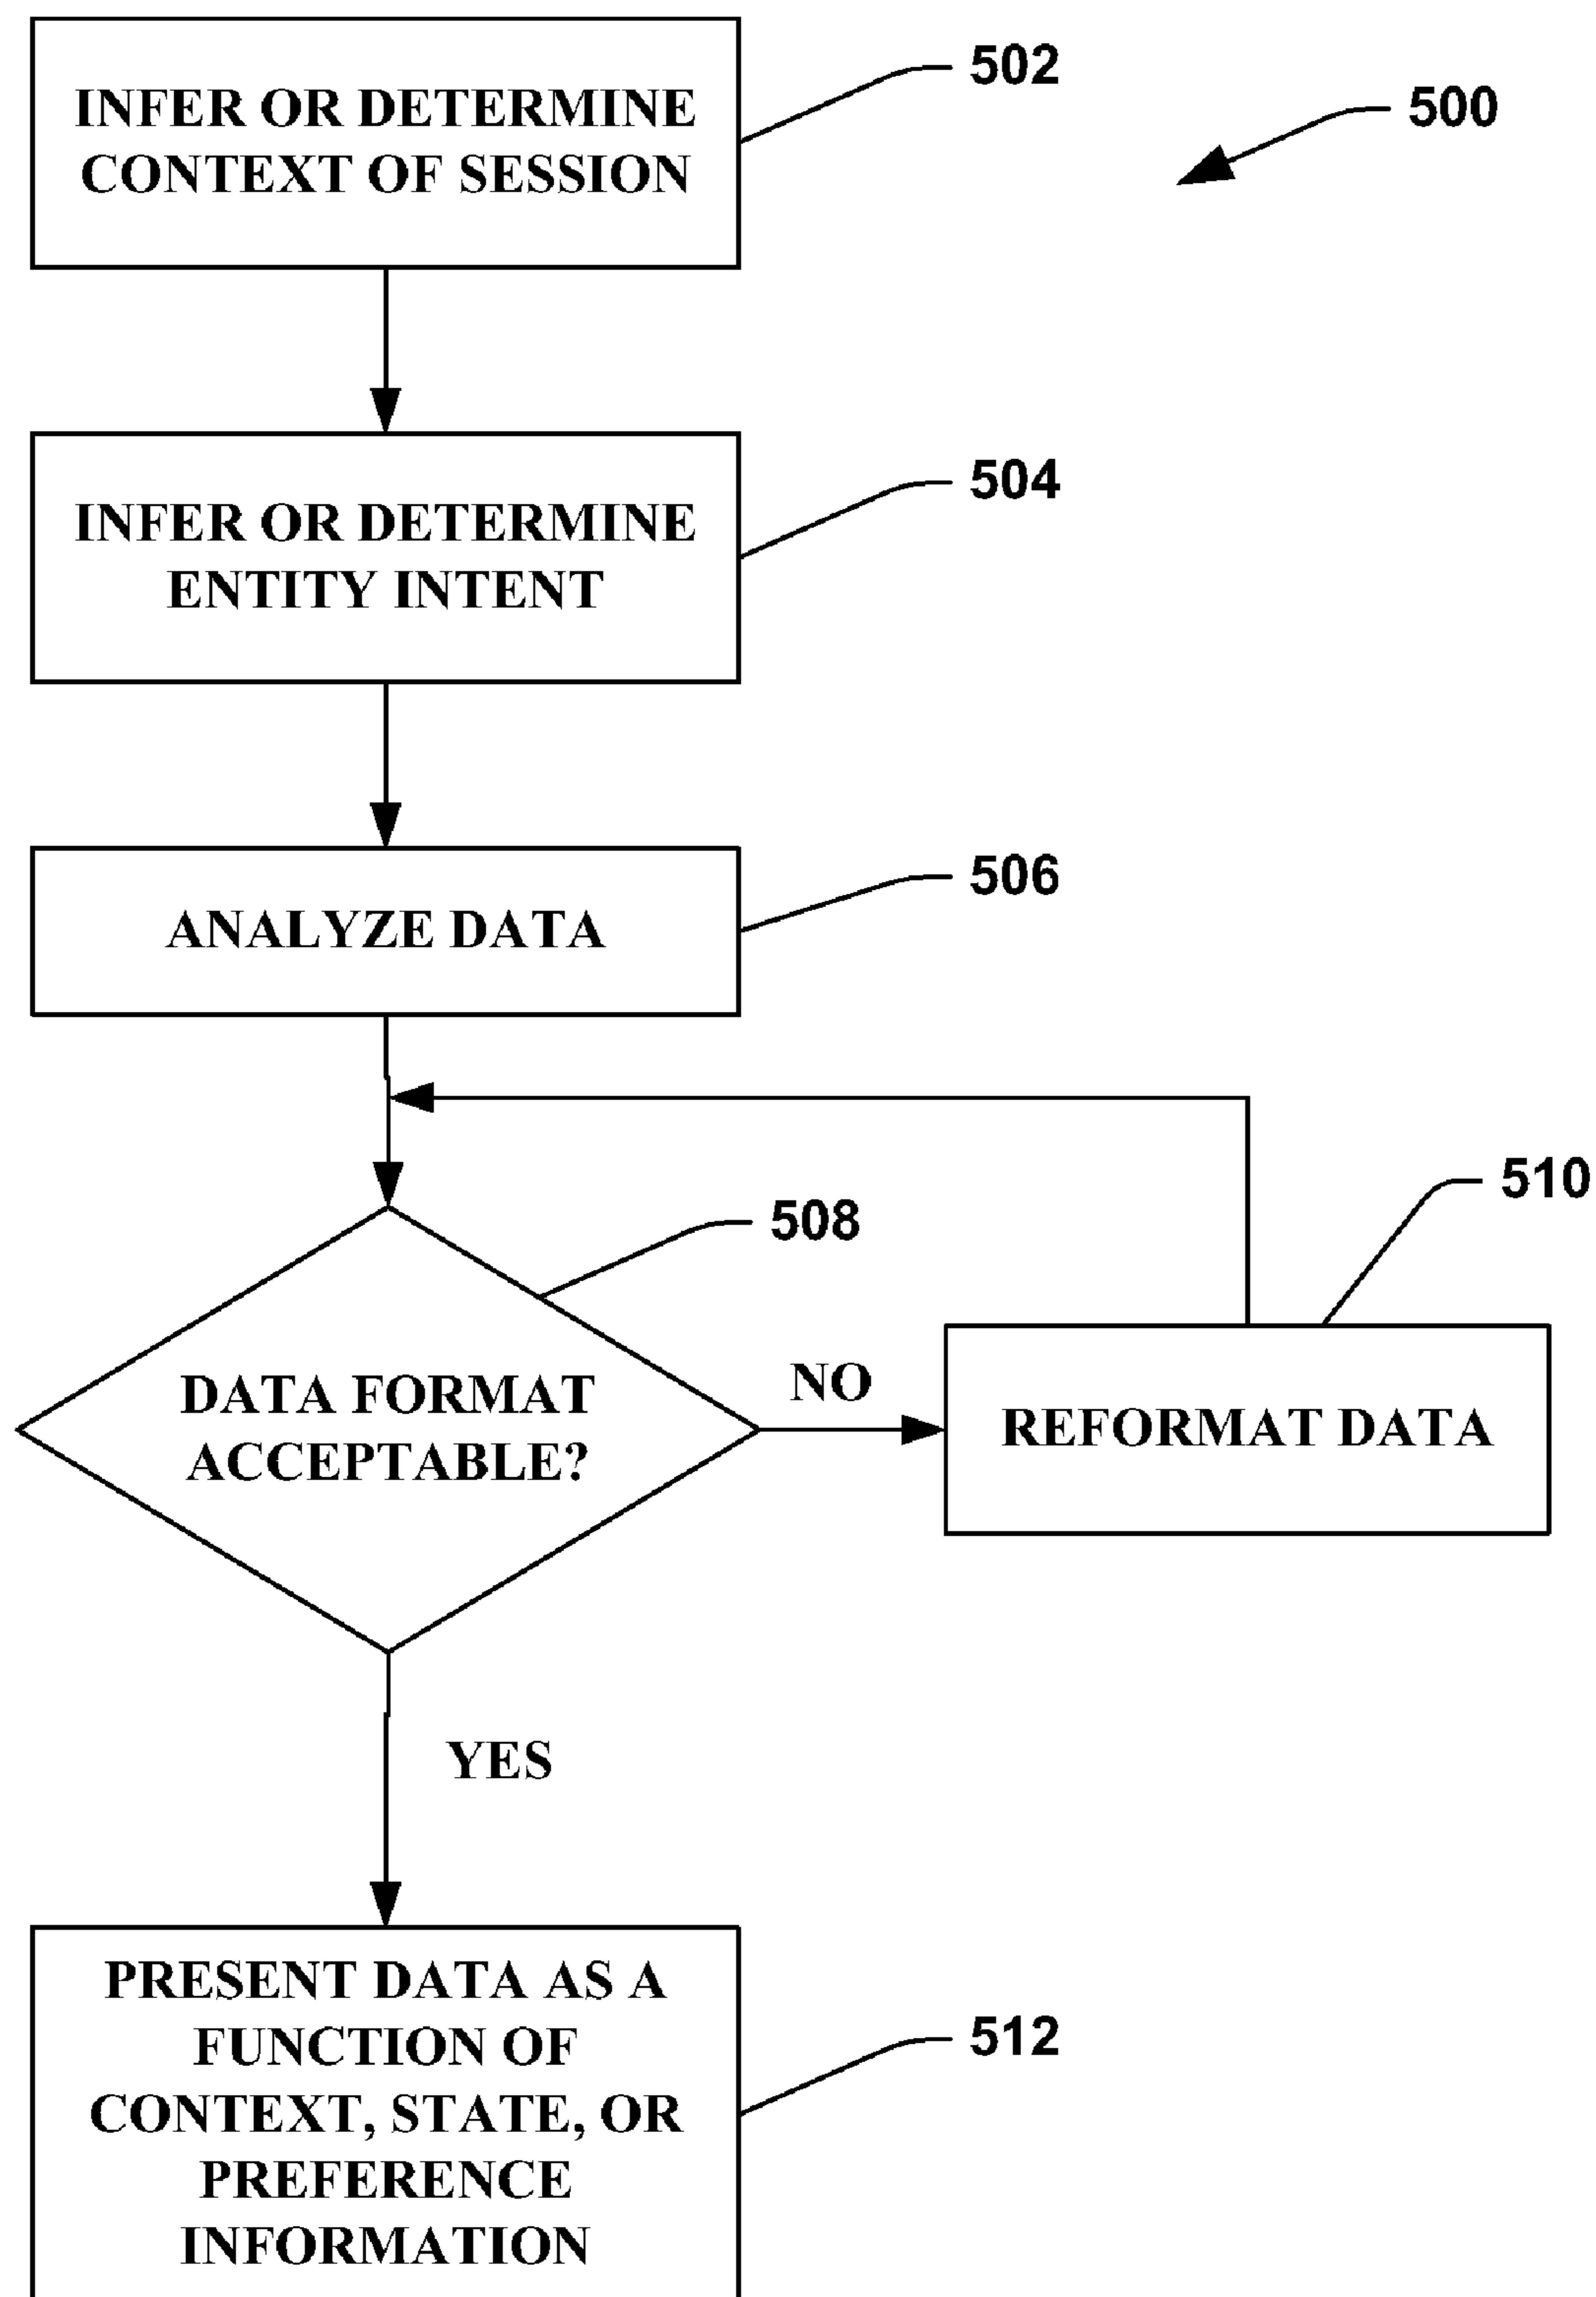 INFER OR DETERMINE
CONTEXT OF SESSION
502
500
INFER OR DETERMINE
ENTITY INTENT
504
ANALYZE DATA
506
508
510
DATA FORMAT
ACCEPTABLE?
NO
REFORMAT DATA
YES
PRESENT DATA AS A
FUNCTION OF
CONTEXT, STATE, OR
PREFERENCE
INFORMATION
512